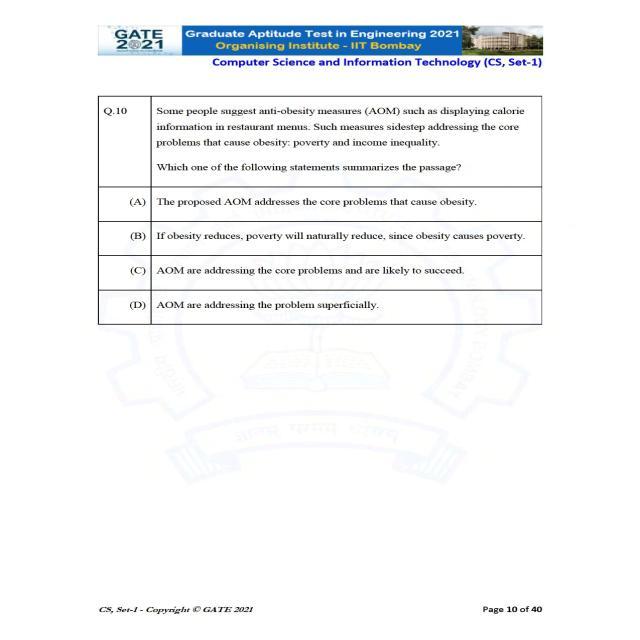 GATE
2021
Graduate Aptitude Test in Engineering 2021
Organising Institute - IIT Bombay
Computer Science and Information Technology (CS, Set-1)
Q.10 Some people suggest anti-obesity measures (AOM) such as displaying calorie
information in restaurant menus. Such measures sidestep addressing the core
problems that cause obesity: poverty and income inequality.
Which one of the following statements summarizes the passage?
(A) The proposed AOM addresses the core problems that cause obesity.
(B) If obesity reduces, poverty will naturally reduce, since obesity causes poverty.
(C) AOM are addressing the core problems and are likely to succeed.
(D) AOM are addressing the problem superficially.
CS, Set-1 - Copyright © GATE 2021
Page 10 of 40